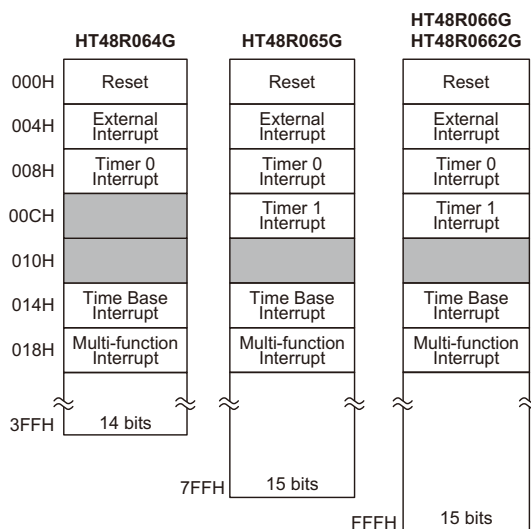 HT48R064G
HT48R065G
HT48R066G
HT48R0662G
000H
Reset
Reset
Reset
004H
External
Interrupt
External
Interrupt
External
Interrupt
008H
Timer 0
Interrupt
Timer 0
Interrupt
Timer 0
Interrupt
00CH
Timer 1
Interrupt
Timer 1
Interrupt
010H
014H
Time Base
Interrupt
Time Base
Interrupt
Time Base
Interrupt
018H
Multi-function
Interrupt
Multi-function
Interrupt
Multi-function
Interrupt
3FFH
14 bits
7FFH
15 bits
FFFH
15 bits